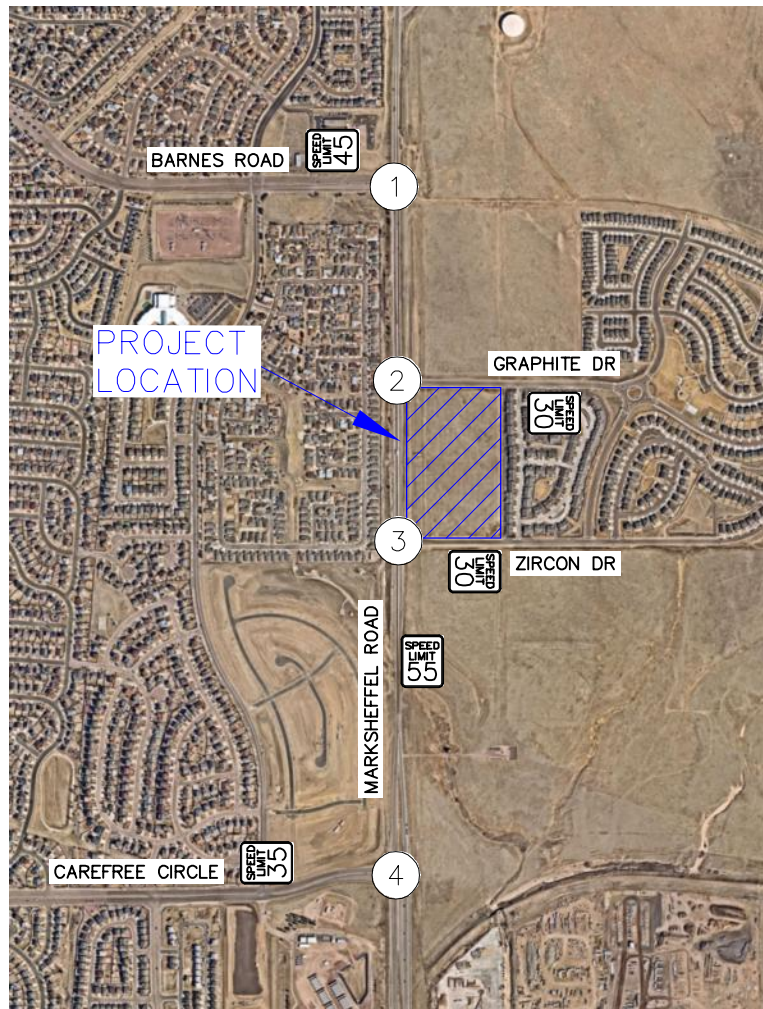 BARNES ROAD
SPEED
LIMIT
45
1
PROJECT
LOCATION
2
GRAPHITE DR
SPEED
LIMIT
30
3
SPEED
LIMIT
30
ZIRCON DR
MARKSHEFFEL ROAD
SPEED
LIMIT
55
CAREFREE CIRCLE
SPEED
LIMIT
35
4